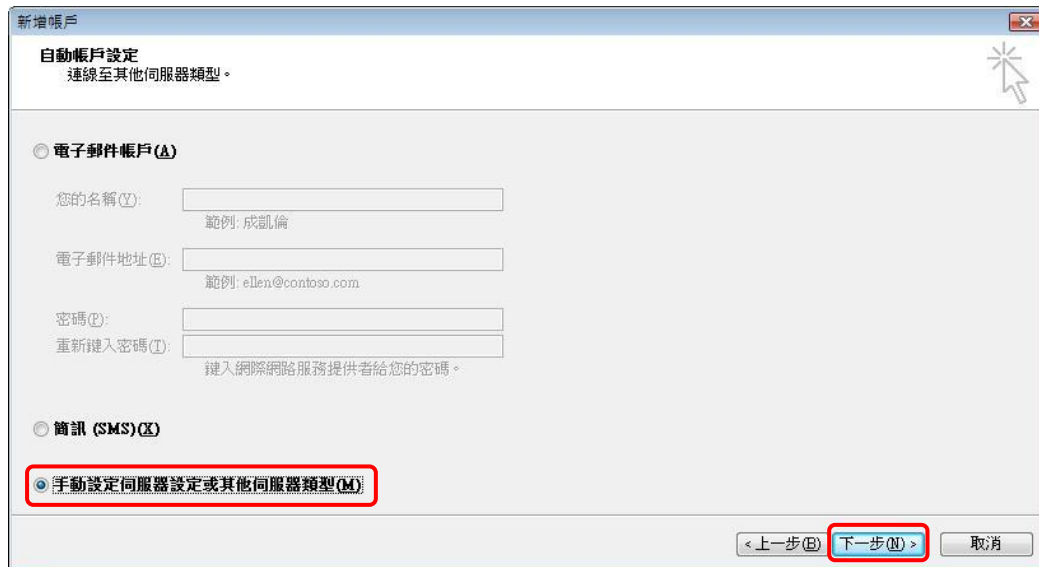 新增帳戶
自動帳戶設定
連線至其他伺服器類型。
電子郵件帳戶(A)
您的名稱(Y):
範例: 成凱倫
電子郵件地址(E):
範例: ellen@contoso.com
密碼(P):
重新鍵入密碼(T):
鍵入網際網路服務提供者給您的密碼。
簡訊 (SMS)(X)
手動設定伺服器設定或其他伺服器類型(M)
<上一步(B) 下一步(N) > 取消